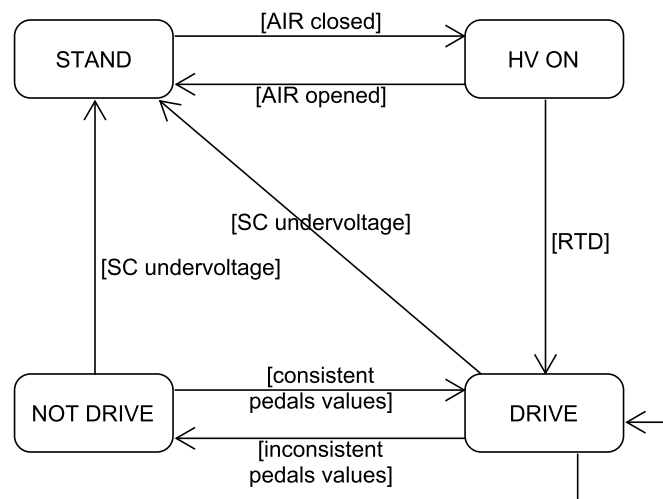 [AIR closed]
STAND
HV ON
[AIR opened]
[SC undervoltage]
[RTD]
[SC undervoltage]
[consistent
pedals values]
NOT DRIVE
DRIVE
[inconsistent
pedals values]